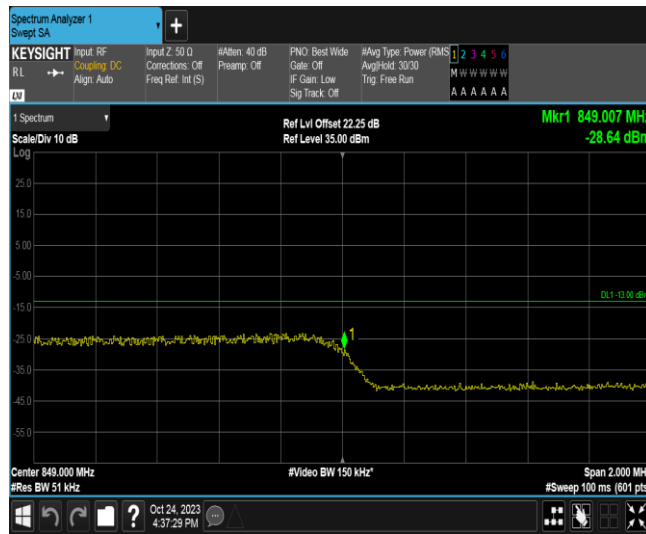 Spectrum Analyzer 1
Swept SA
+
KEYSIGHT
RL
LXI
Input: RF
Coupling: DC
Align: Auto
Input Z: 50 Ω
Corrections: Off
Freq Ref: Int (S)
#Atten: 40 dB
Preamp: Off
PNO: Best Wide
Gate: Off
IF Gain: Low
Sig Track: Off
#Avg Type: Power (RMS
Avg|Hold: 30/30
Trig: Free Run
1 2 3 4 5 6
M W W W W W
A A A A A A
1 Spectrum
Scale/Div 10 dB
Log
Ref Lvl Offset 22.25 dB
Ref Level 35.00 dBm
Mkr1 849.007 MHz
-28.64 dBm
25.0
15.0
5.00
-5.00
DL1 -13.00 dBm
-15.0
-25.0
1
-35.0
-45.0
-55.0
Center 849.000 MHz
#Video BW 150 kHz*
Span 2.000 MH
#Res BW 51 kHz
#Sweep 100 ms (601 pts
?
Oct 24, 2023
4:37:29 PM